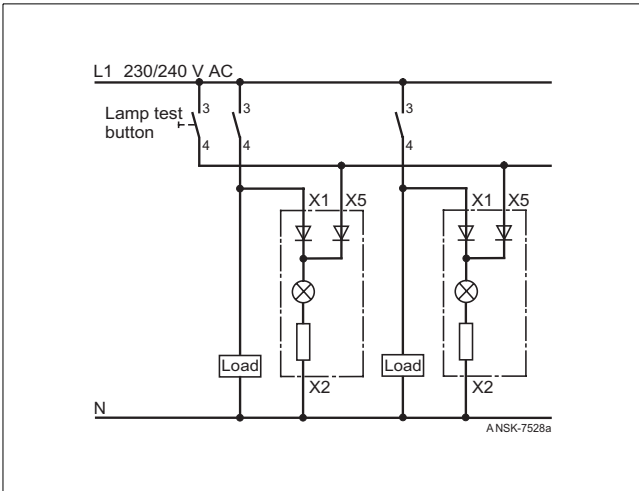 L1 230/240 V AC
Lamp test
button
3
4
3
4
3
4
X1
X5
X1
X5
Load
Load
X2
X2
N
ANSK-7528a